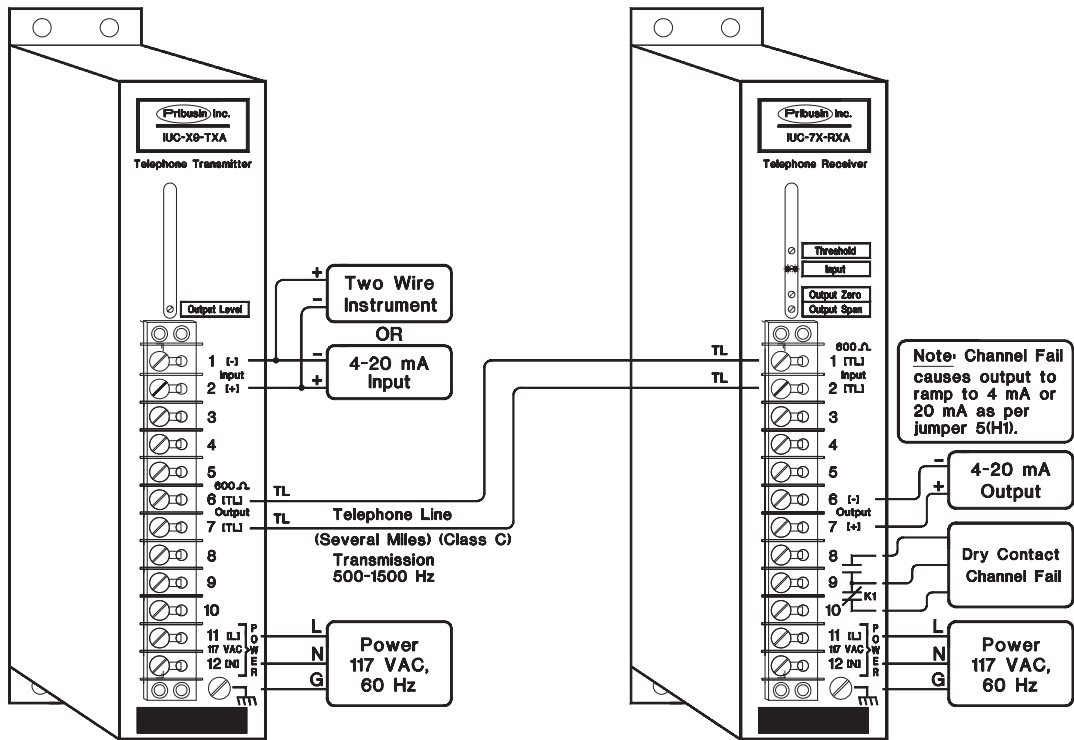 Pribusin Inc.
IUC-X9-TXA
Telephone Transmitter
Output Level
1 [-]
Input
2 [+]
3
4
5
600 Ω
6 [TL]
Output
7 [TL]
8
9
10
11 [L]
117 VAC
12 [N]
POWER
+
Two Wire
Instrument
-
OR
-
4-20 mA
Input
+
TL
TL
Telephone Line
(Several Miles) (Class C)
Transmission
500-1500 Hz
L
N
G
Power
117 VAC,
60 Hz
Pribusin Inc.
IUC-7X-RXA
Telephone Receiver
Threshold
Input
Output Zero
Output Span
TL
TL
600 Ω
1 [TL]
Input
2 [TL]
3
4
5
6 [-]
Output
7 [+]
8
9
10
K1
11 [L]
117 VAC
12 [N]
POWER
Note: Channel Fail
causes output to
ramp to 4 mA or
20 mA as per
jumper 5(H1).
-
+
4-20 mA
Output
Dry Contact
Channel Fail
L
N
G
Power
117 VAC,
60 Hz